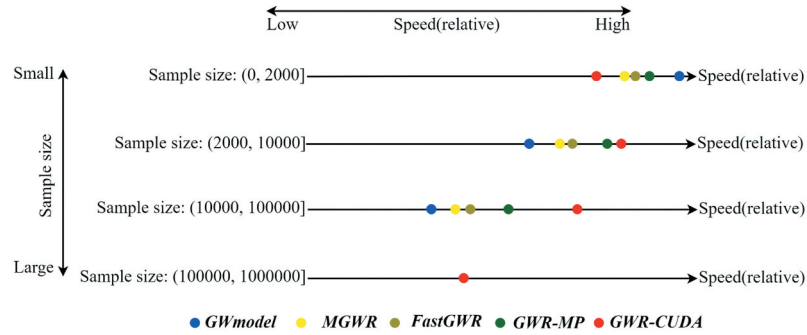 Low Speed(relative) High
Small Sample size: (0, 2000] Speed(relative)
Sample size: (2000, 10000] Speed(relative)
Sample size
Sample size: (10000, 100000] Speed(relative)
Large Sample size: (100000, 1000000] Speed(relative)
GWmodel MGWR FastGWR GWR-MP GWR-CUDA